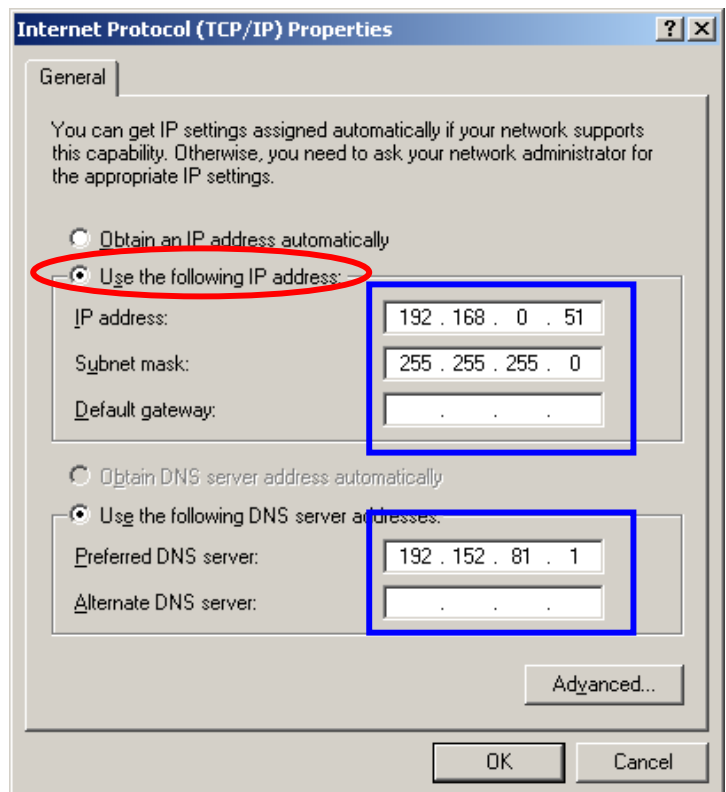 Internet Protocol (TCP/IP) Properties
General
You can get IP settings assigned automatically if your network supports
this capability. Otherwise, you need to ask your network administrator for
the appropriate IP settings.
Obtain an IP address automatically
Use the following IP address:
IP address: 192 . 168 . 0 . 51
Subnet mask: 255 . 255 . 255 . 0
Default gateway: . . .
Obtain DNS server address automatically
Use the following DNS server addresses:
Preferred DNS server: 192 . 152 . 81 . 1
Alternate DNS server: . . .
Advanced...
OK Cancel